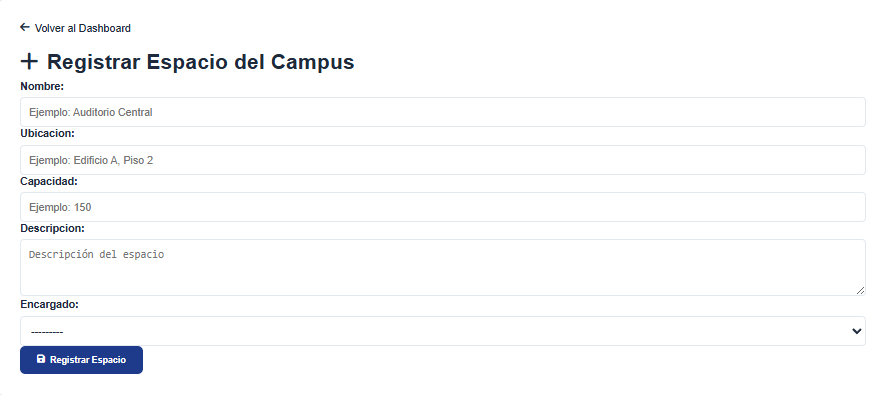 Volver al Dashboard
Registrar Espacio del Campus
Nombre:
Ejemplo: Auditorio Central
Ubicacion:
Ejemplo: Edificio A, Piso 2
Capacidad:
Ejemplo: 150
Descripcion:
Descripción del espacio
Encargado:
---------
Registrar Espacio